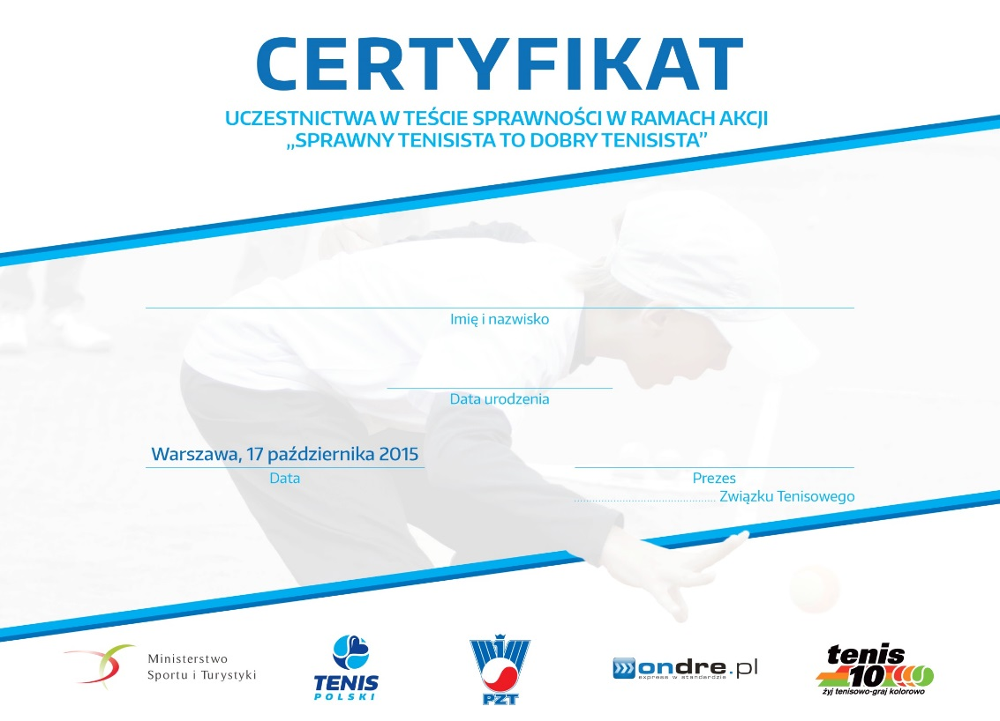 CERTYFIKAT
UCZESTNICTWA W TEŚCIE SPRAWNOŚCI W RAMACH AKCJI
„SPRAWNY TENISISTA TO DOBRY TENISISTA”
Imię i nazwisko
Data urodzenia
Warszawa, 17 października 2015
Data
Prezes
.......................................... Związku Tenisowego
Ministerstwo
Sportu i Turystyki
TENIS
POLSKI
PZT
ondre.pl
express w standardzie
tenis
10
żyj tenisowo-graj kolorowo